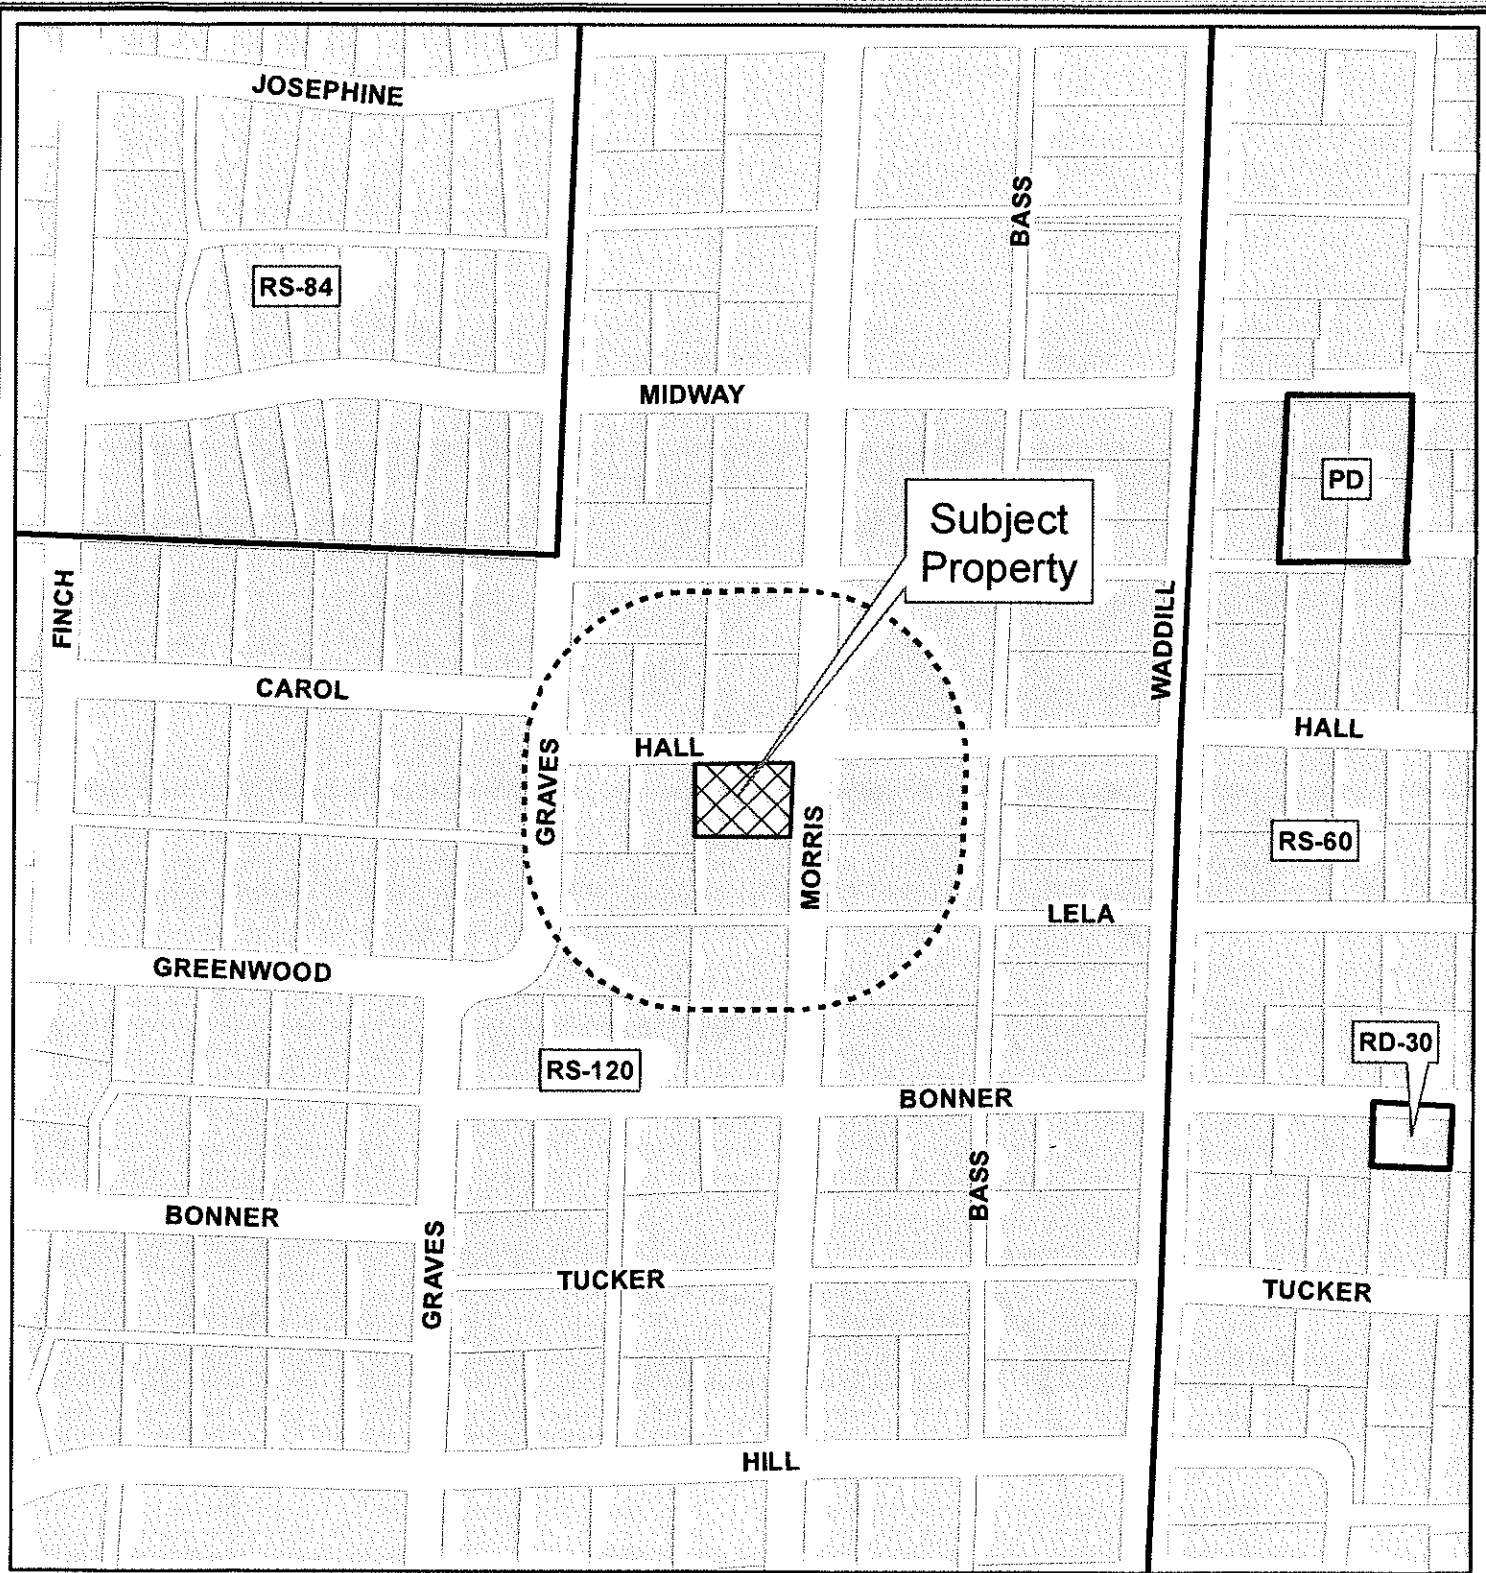 JOSEPHINE
BASS
RS-84
MIDWAY
PD
Subject
Property
FINCH
WADDILL
CAROL
HALL
HALL
GRAVES
MORRIS
RS-60
LELA
GREENWOOD
RD-30
RS-120
BONNER
BASS
BONNER
GRAVES
TUCKER
TUCKER
HILL